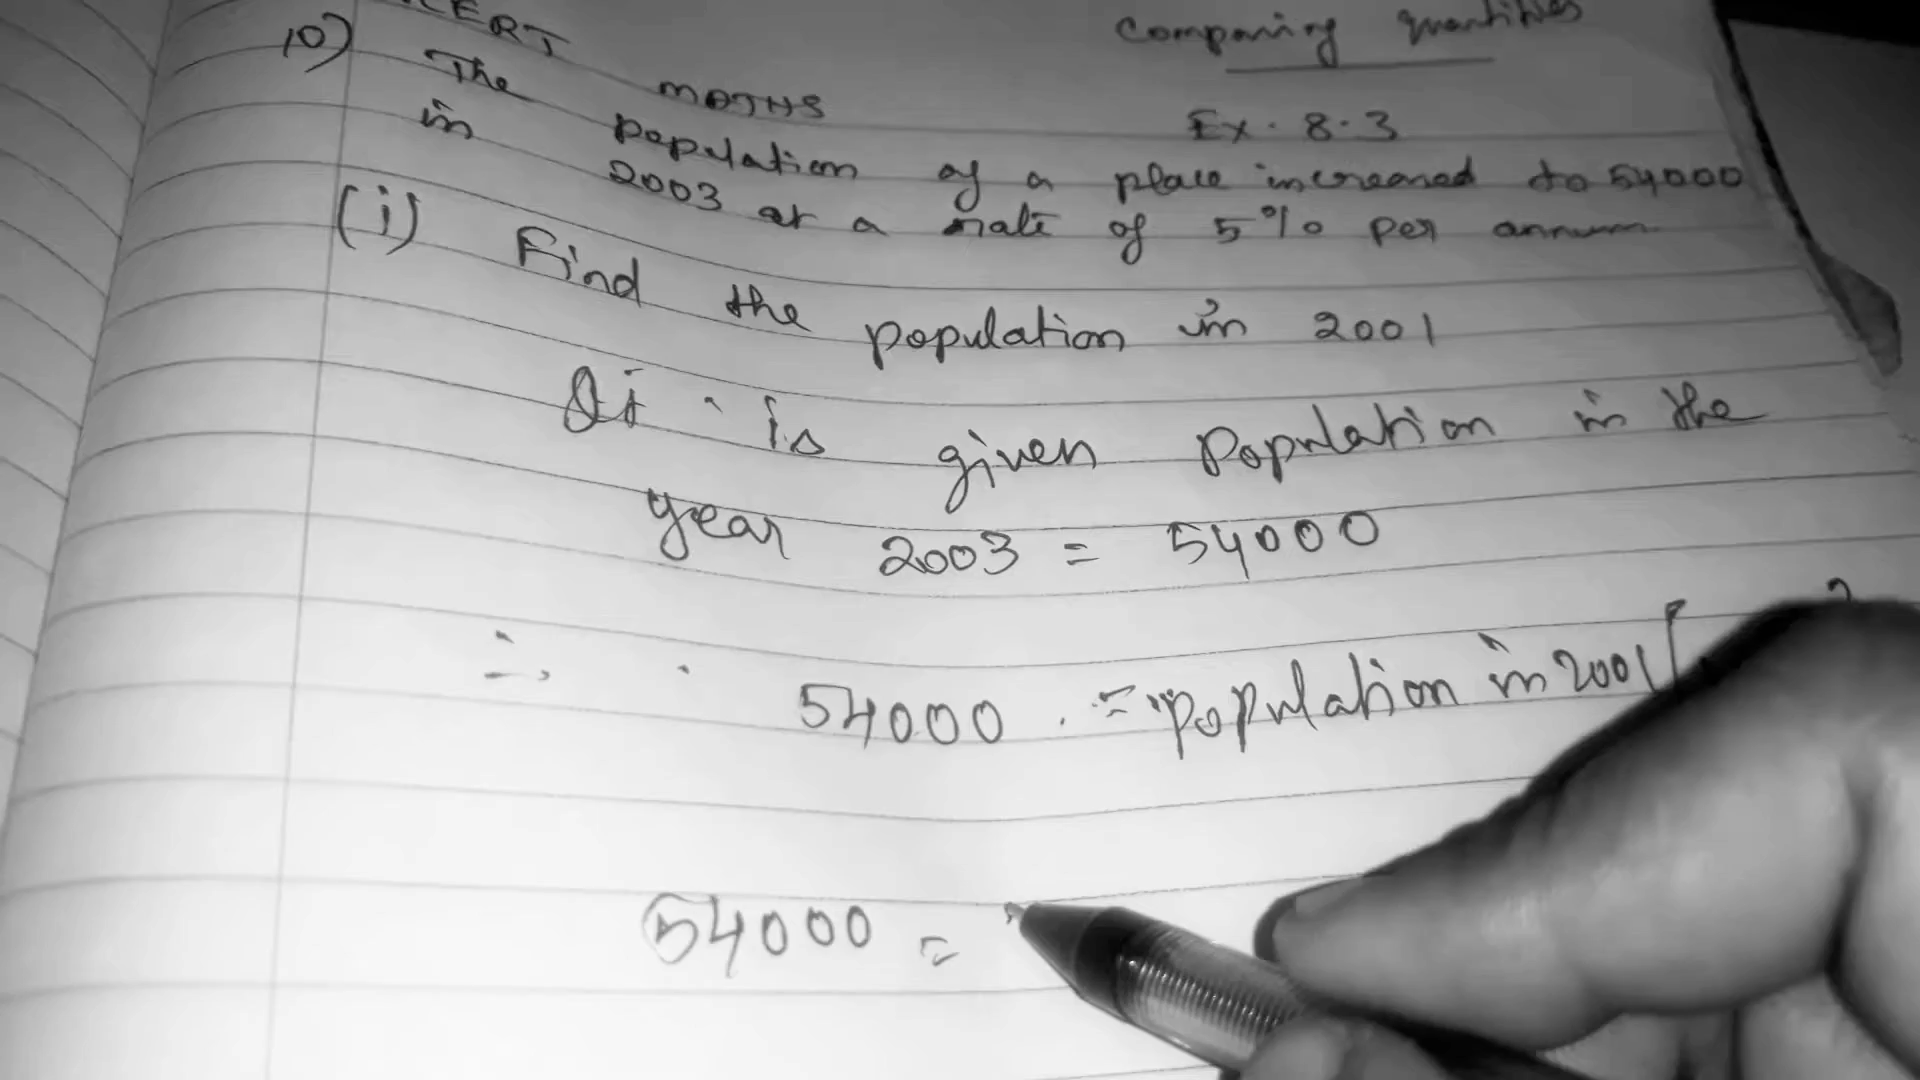 Comparing quantities
CERT
MATHS
Ex. 8.3
10) The population of a place increased to 54000
in 2003 at a rate of 5% per annum
(i) Find the population in 2001
It is given population in the
year 2003 = 54000
∴ 54000 = population in 2001
54000 =